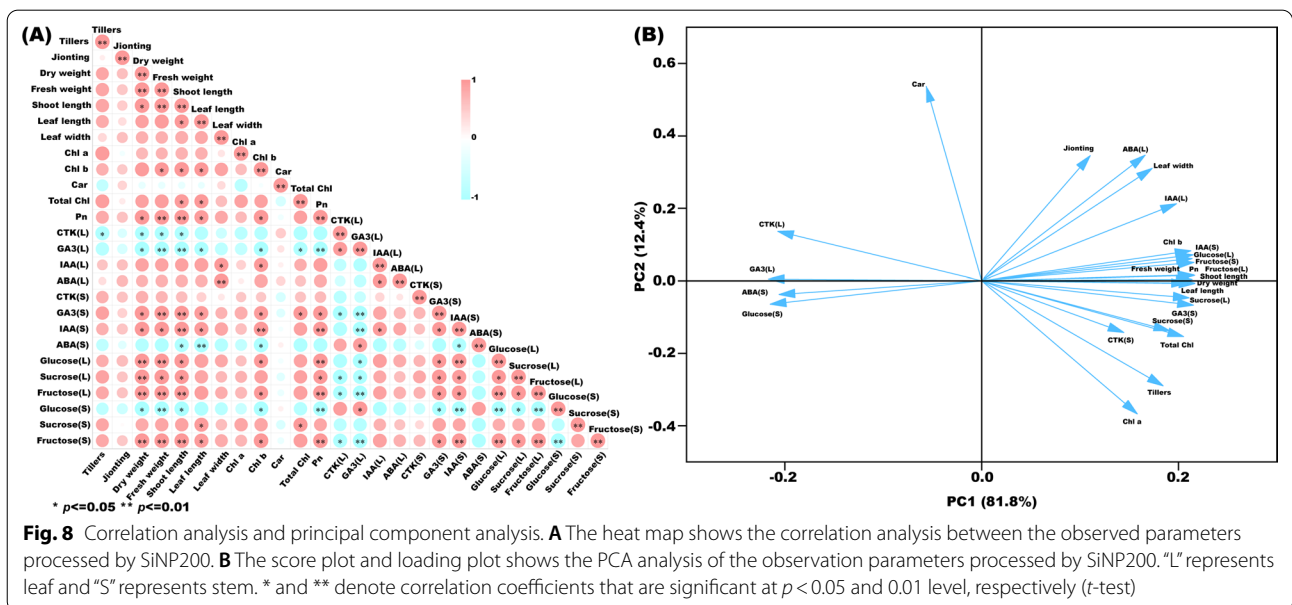 (A)
Tillers
Tillers ** Jionting
Jionting ** Dry weight
Dry weight ** Fresh weight
Fresh weight ** ** Shoot length
Shoot length * ** ** Leaf length
Leaf length * ** Leaf width
Leaf width ** Chl a
Chl a ** Chl b
Chl b * * * ** Car
Car ** Total Chl
Total Chl * * ** Pn
Pn * ** ** * * ** CTK(L)
CTK(L) * * * * ** GA3(L)
GA3(L) * ** ** * * * ** * ** IAA(L)
IAA(L) * * ** ABA(L)
ABA(L) ** * ** CTK(S)
CTK(S) ** GA3(S)
GA3(S) * ** ** * * * * * ** ** IAA(S)
IAA(S) * * * ** ** * * ** ABA(S)
ABA(S) * ** * * * ** Glucose(L)
Glucose(L) ** ** * * ** * * ** ** Sucrose(L)
Sucrose(L) * ** * * * * * * ** ** Fructose(L)
Fructose(L) ** ** ** * ** * ** ** ** ** * ** Glucose(S)
Glucose(S) * ** * * ** * * ** ** * ** ** Sucrose(S)
Sucrose(S) * * ** Fructose(S)
Fructose(S) ** ** ** * * ** * ** * ** ** * ** ** **
Tillers
Jionting
Dry weight
Fresh weight
Shoot length
Leaf length
Leaf width
Chl a
Chl b
Car
Total Chl
Pn
CTK(L)
GA3(L)
IAA(L)
ABA(L)
CTK(S)
GA3(S)
IAA(S)
ABA(S)
Glucose(L)
Sucrose(L)
Fructose(L)
Glucose(S)
Sucrose(S)
Fructose(S)
1
0
-1
* p<=0.05 ** p<=0.01
(B)
PC2 (12.4%)
0.6
0.4
0.2
0.0
-0.2
-0.4
-0.2
0.0
0.2
PC1 (81.8%)
Car
Jionting
ABA(L)
Leaf width
IAA(L)
CTK(L)
Chl b
IAA(S)
Glucose(L)
Fructose(S)
GA3(L)
Fresh weight Pn Fructose(L)
Shoot length
Dry weight
ABA(S)
Leaf length
Sucrose(L)
Glucose(S)
GA3(S)
Sucrose(S)
CTK(S)
Total Chl
Tillers
Chl a
Fig. 8 Correlation analysis and principal component analysis. A The heat map shows the correlation analysis between the observed parameters
processed by SiNP200. B The score plot and loading plot shows the PCA analysis of the observation parameters processed by SiNP200. “L” represents
leaf and “S” represents stem. * and ** denote correlation coefficients that are significant at p < 0.05 and 0.01 level, respectively (t-test)